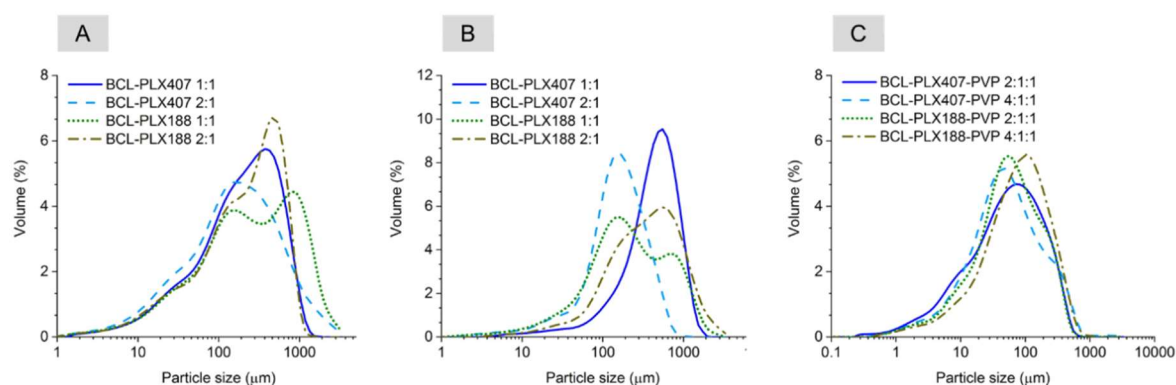 A
B
C
BCL-PLX407 1:1
BCL-PLX407 2:1
BCL-PLX188 1:1
BCL-PLX188 2:1
8
6
4
2
0
Volume (%)
1
10
100
1000
Particle size (μm)
BCL-PLX407 1:1
BCL-PLX407 2:1
BCL-PLX188 1:1
BCL-PLX188 2:1
12
10
8
6
4
2
0
Volume (%)
1
10
100
1000
Particle size (μm)
BCL-PLX407-PVP 2:1:1
BCL-PLX407-PVP 4:1:1
BCL-PLX188-PVP 2:1:1
BCL-PLX188-PVP 4:1:1
8
6
4
2
0
Volume (%)
0.1
1
10
100
1000
10000
Particle size (μm)